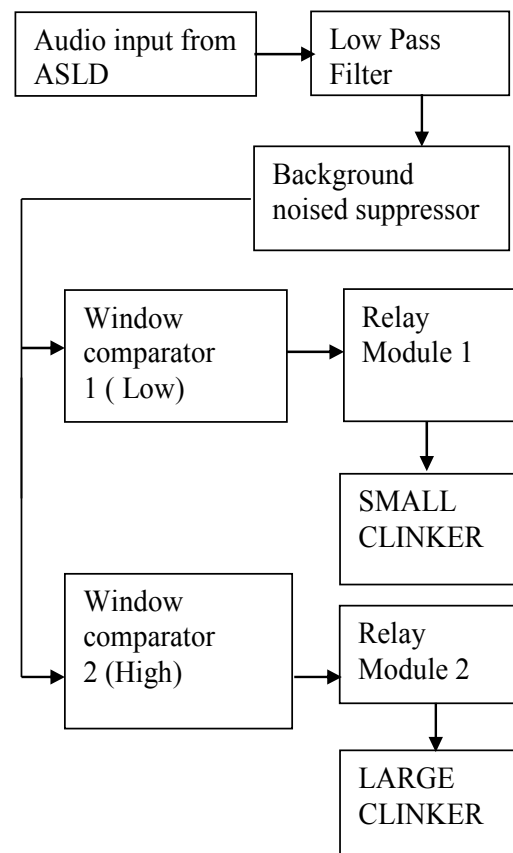 Audio input from
ASLD
Low Pass
Filter
Background
noised suppressor
Window
comparator
1 ( Low)
Relay
Module 1
SMALL
CLINKER
Window
comparator
2 (High)
Relay
Module 2
LARGE
CLINKER